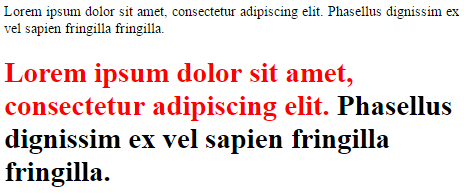 Lorem ipsum dolor sit amet, consectetur adipiscing elit. Phasellus dignissim ex
vel sapien fringilla fringilla.
Lorem ipsum dolor sit amet,
consectetur adipiscing elit. Phasellus
dignissim ex vel sapien fringilla
fringilla.